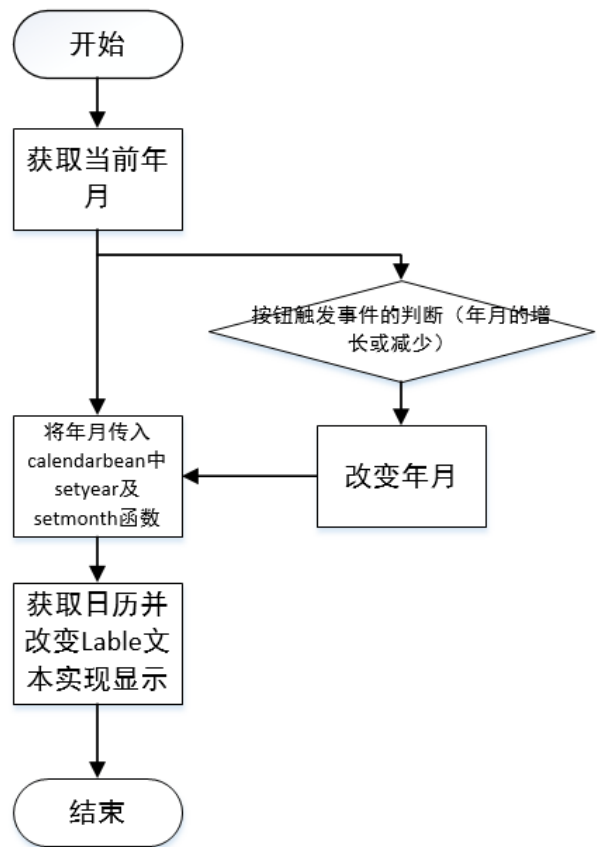 开始
获取当前年
月
按钮触发事件的判断（年月的增
长或减少）
将年月传入
calendarbean中
setyear及
setmonth函数
改变年月
获取日历并
改变Lable文
本实现显示
结束